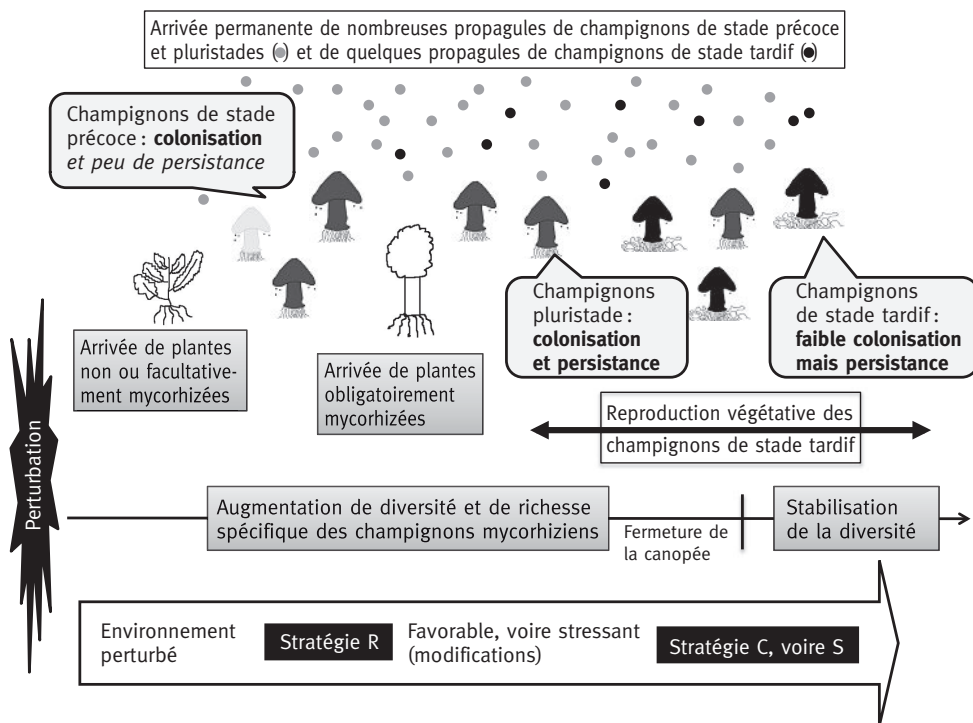 Arrivée permanente de nombreuses propagules de champignons de stade précoce
et pluristades (●) et de quelques propagules de champignons de stade tardif (●)
Champignons de stade
précoce : colonisation
et peu de persistance
Champignons
pluristade :
colonisation
et persistance
Champignons
de stade tardif :
faible colonisation
mais persistance
Arrivée de plantes
non ou facultative-
ment mycorhizées
Arrivée de plantes
obligatoirement
mycorhizées
Reproduction végétative des
champignons de stade tardif
Perturbation
Augmentation de diversité et de richesse
spécifique des champignons mycorhiziens
Fermeture de
la canopée
Stabilisation
de la diversité
Environnement
perturbé
Stratégie R
Favorable, voire stressant
(modifications)
Stratégie C, voire S